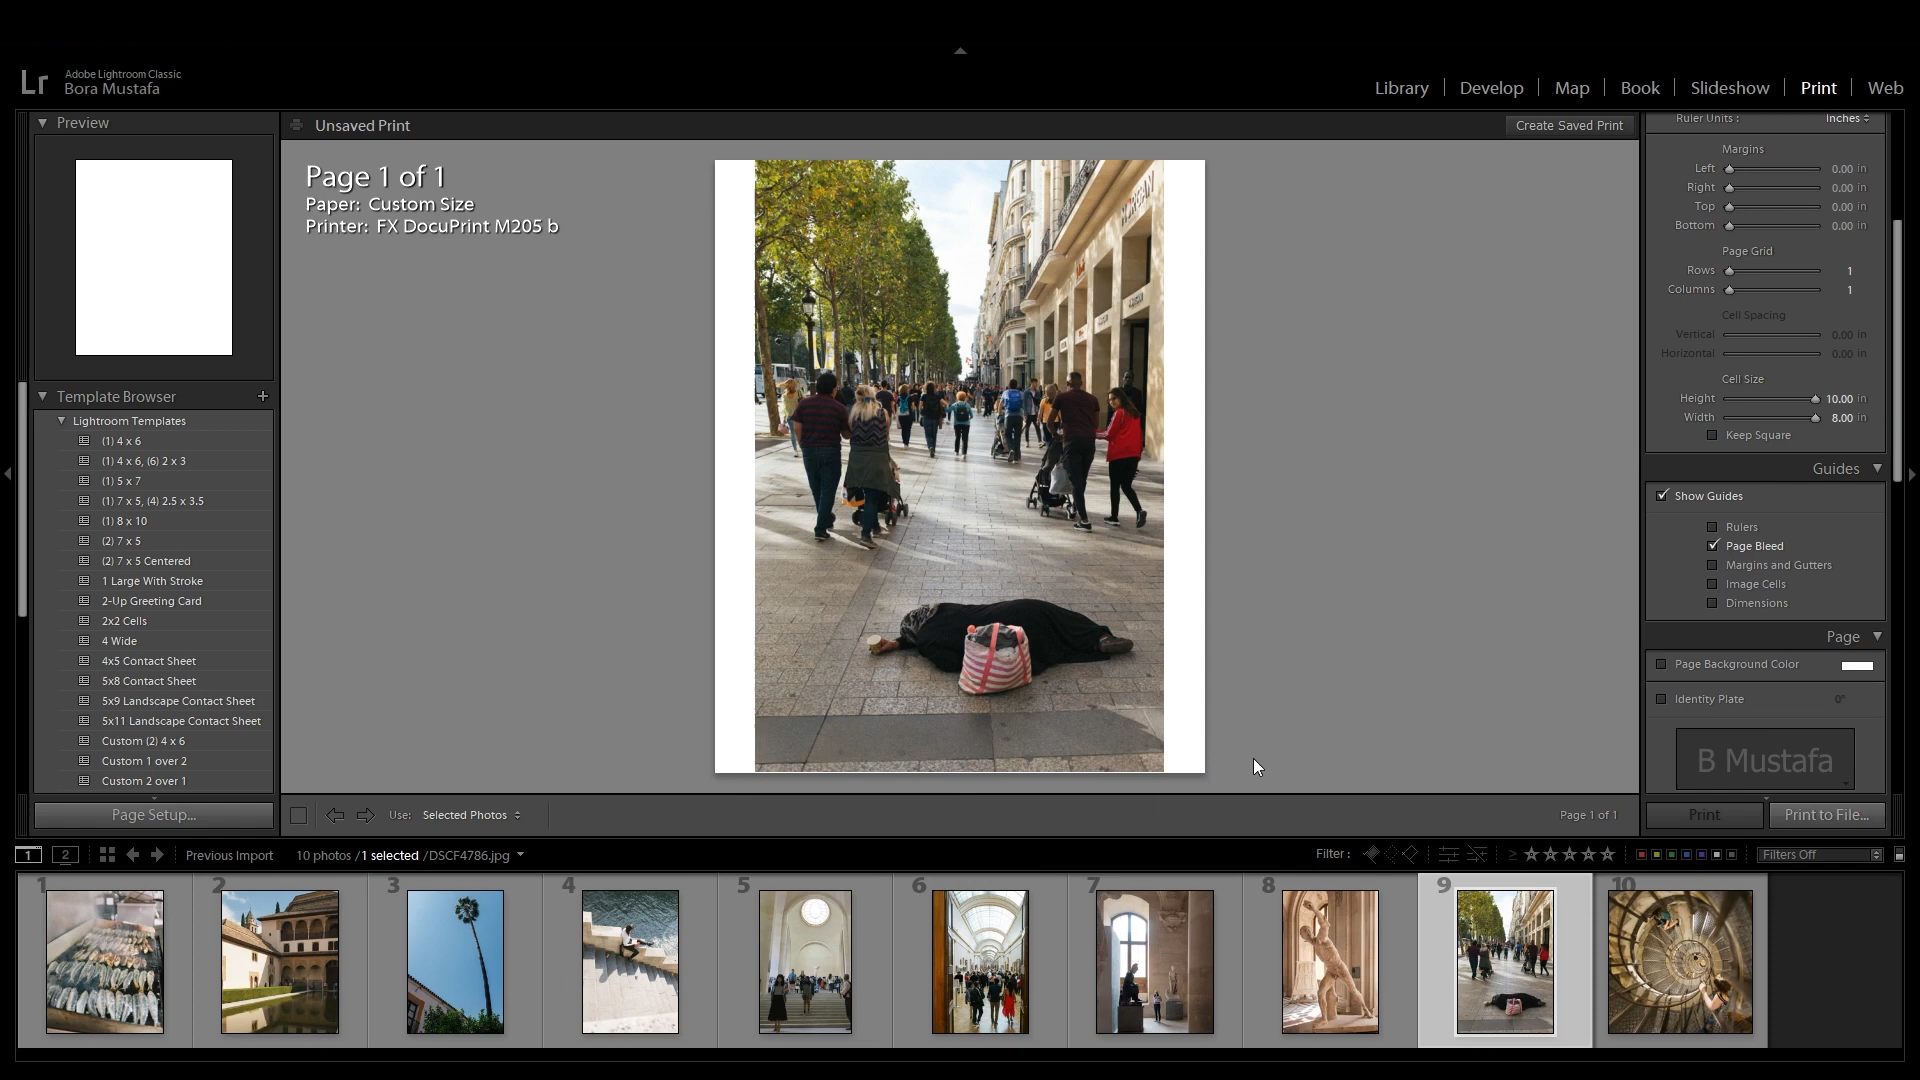 Lr
Adobe Lightroom Classic
Bora Mustafa
Library
Develop
Map
Book
Slideshow
Print
Web
Preview
Template Browser
+
Lightroom Templates
(1) 4 x 6
(1) 4 x 6, (6) 2 x 3
(1) 5 x 7
(1) 7 x 5, (4) 2.5 x 3.5
(1) 8 x 10
(2) 7 x 5
(2) 7 x 5 Centered
1 Large With Stroke
2-Up Greeting Card
2x2 Cells
4 Wide
4x5 Contact Sheet
5x8 Contact Sheet
5x9 Landscape Contact Sheet
5x11 Landscape Contact Sheet
Custom (2) 4 x 6
Custom 1 over 2
Custom 2 over 1
Page Setup...
Unsaved Print
Create Saved Print
Page 1 of 1
Paper: Custom Size
Printer: FX DocuPrint M205 b
Use: Selected Photos
Page 1 of 1
Ruler Units : Inches
Margins
Left 0.00 in
Right 0.00 in
Top 0.00 in
Bottom 0.00 in
Page Grid
Rows 1
Columns 1
Cell Spacing
Vertical 0.00 in
Horizontal 0.00 in
Cell Size
Height 10.00 in
Width 8.00 in
Keep Square
Guides
Show Guides
Rulers
Page Bleed
Margins and Gutters
Image Cells
Dimensions
Page
Page Background Color
Identity Plate 0°
B Mustafa
Print
Print to File...
1
2
Previous Import
10 photos / 1 selected / DSCF4786.jpg
Filter :
≥
Filters Off
1
2
3
4
5
6
7
8
9
10